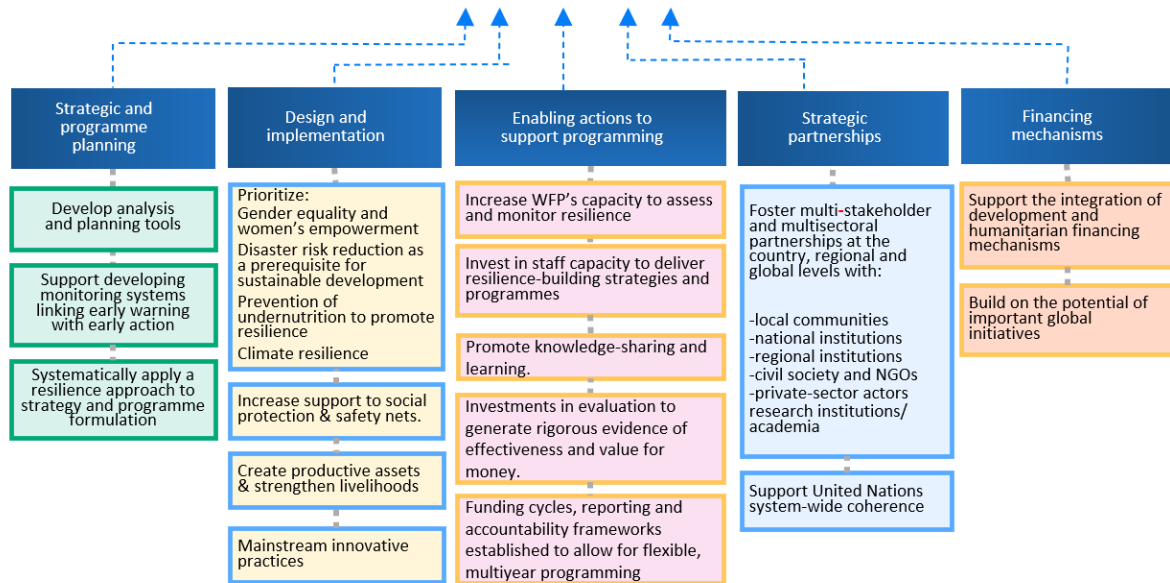 Strategic and
programme
planning
Develop analysis
and planning tools
Support developing
monitoring systems
linking early warning
with early action
Systematically apply a
resilience approach to
strategy and programme
formulation
Design and
implementation
Prioritize:
Gender equality and
women's empowerment
Disaster risk reduction as
a prerequisite for
sustainable development
Prevention of
undernutrition to promote
resilience
Climate resilience
Increase support to social
protection & safety nets.
Create productive assets
& strengthen livelihoods
Mainstream innovative
practices
Enabling actions to
support programming
Increase WFP's capacity to assess
and monitor resilience
Invest in staff capacity to deliver
resilience-building strategies and
programmes
Promote knowledge-sharing and
learning.
Investments in evaluation to
generate rigorous evidence of
effectiveness and value for
money.
Funding cycles, reporting and
accountability frameworks
established to allow for flexible,
multiyear programming
Strategic
partnerships
Foster multi-stakeholder
and multisectoral
partnerships at the
country, regional and
global levels with:
-local communities
-national institutions
-regional institutions
-civil society and NGOs
-private-sector actors
research institutions/
academia
Support United Nations
system-wide coherence
Financing
mechanisms
Support the integration of
development and
humanitarian financing
mechanisms
Build on the potential of
important global
initiatives